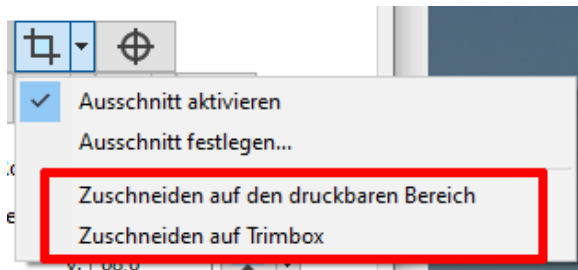 Ausschnitt aktivieren
Ausschnitt festlegen...
Zuschneiden auf den druckbaren Bereich
Zuschneiden auf Trimbox